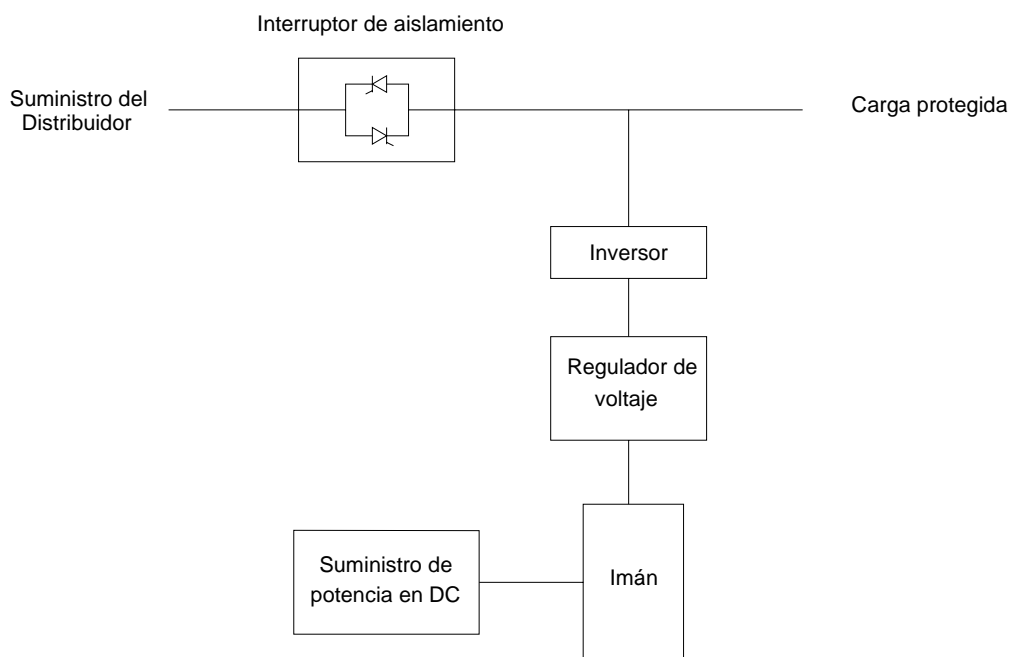 Interruptor de aislamiento
Suministro del
Distribuidor
Carga protegida
Inversor
Regulador de
voltaje
Suministro de
potencia en DC
Imán